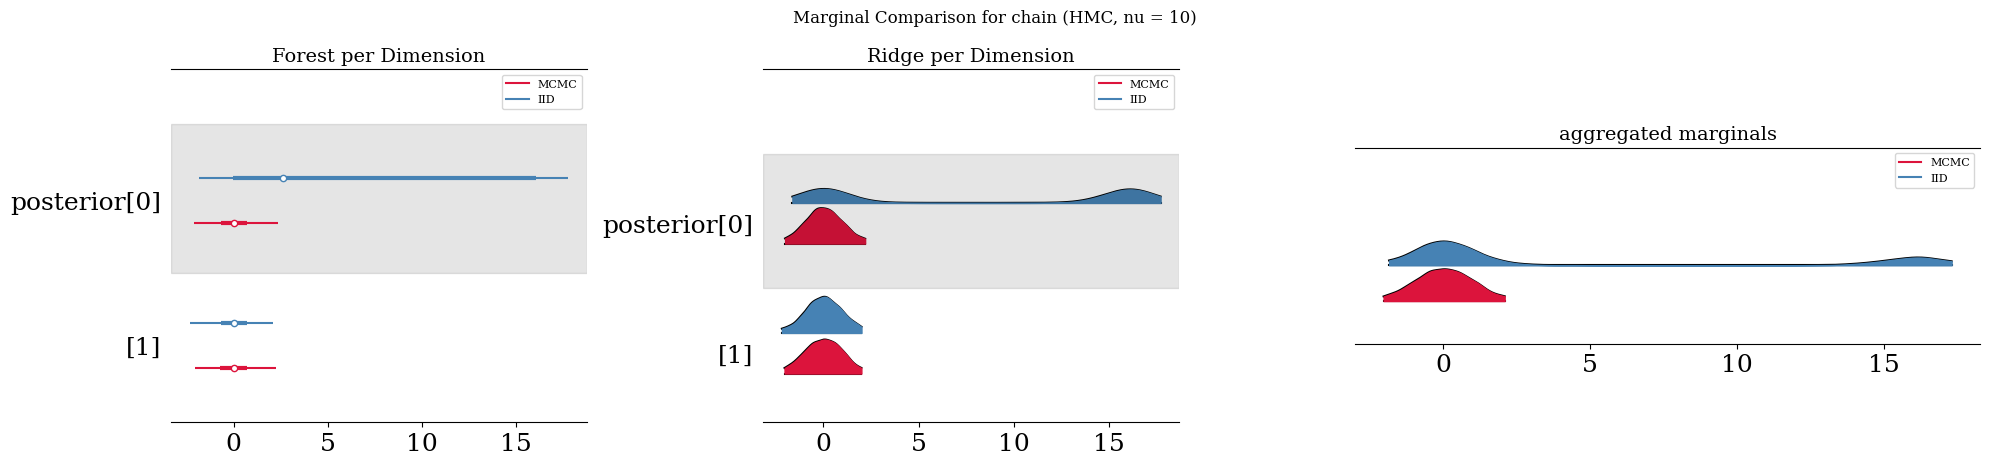 Marginal Comparison for chain (HMC, nu = 10)
Forest per Dimension
MCMC
IID
posterior[0]
[1]
0 5 10 15
Ridge per Dimension
MCMC
IID
posterior[0]
[1]
0 5 10 15
aggregated marginals
MCMC
IID
0 5 10 15